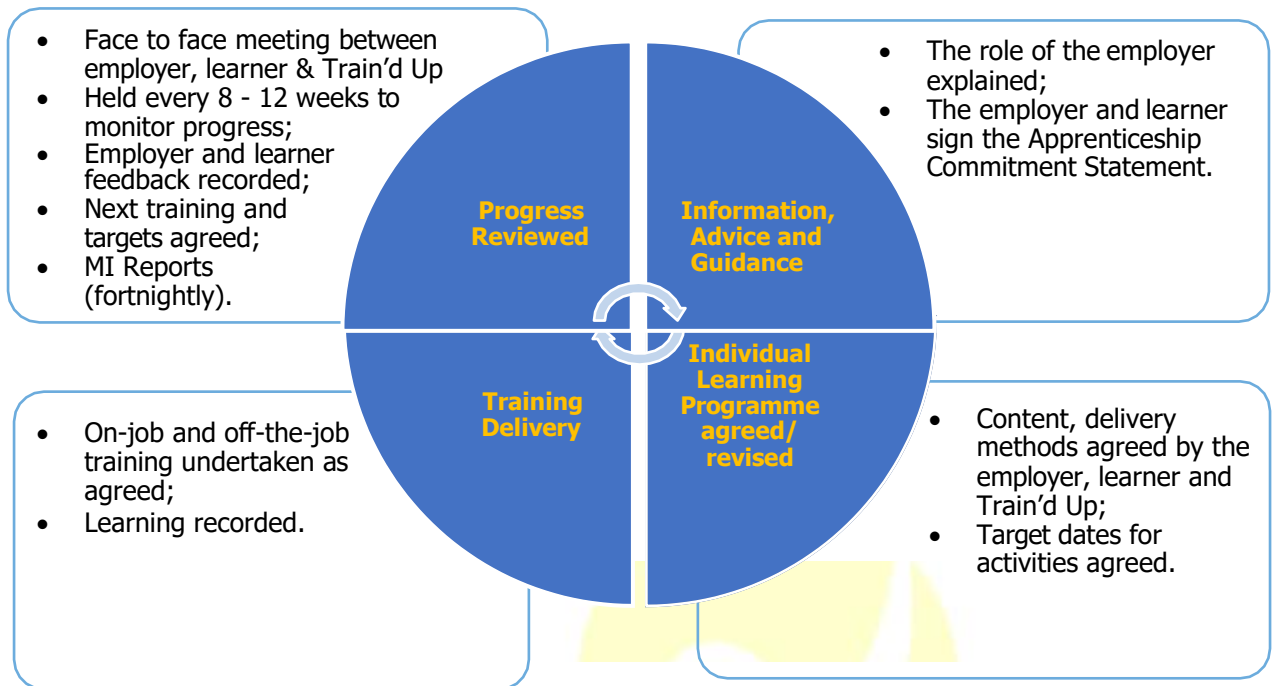 • Face to face meeting between
employer, learner & Train’d Up
• Held every 8 - 12 weeks to
monitor progress;
• Employer and learner
feedback recorded;
• Next training and
targets agreed;
• MI Reports
(fortnightly).
• The role of the employer
explained;
• The employer and learner
sign the Apprenticeship
Commitment Statement.
Progress
Reviewed
Information,
Advice and
Guidance
Training
Delivery
Individual
Learning
Programme
agreed/
revised
• On-job and off-the-job
training undertaken as
agreed;
• Learning recorded.
• Content, delivery
methods agreed by the
employer, learner and
Train’d Up;
• Target dates for
activities agreed.